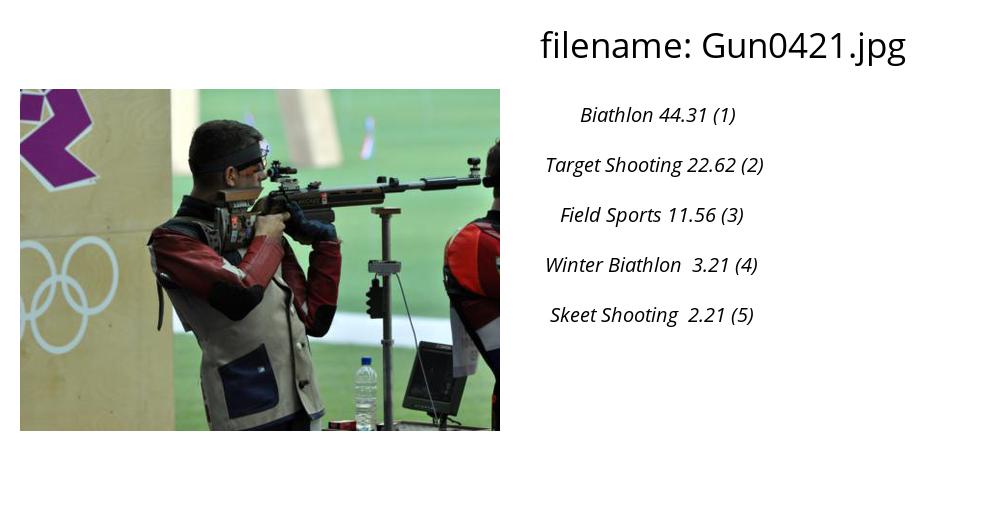 filename: Gun0421.jpg
Biathlon 44.31 (1)
Target Shooting 22.62 (2)
Field Sports 11.56 (3)
Winter Biathlon 3.21 (4)
Skeet Shooting 2.21 (5)